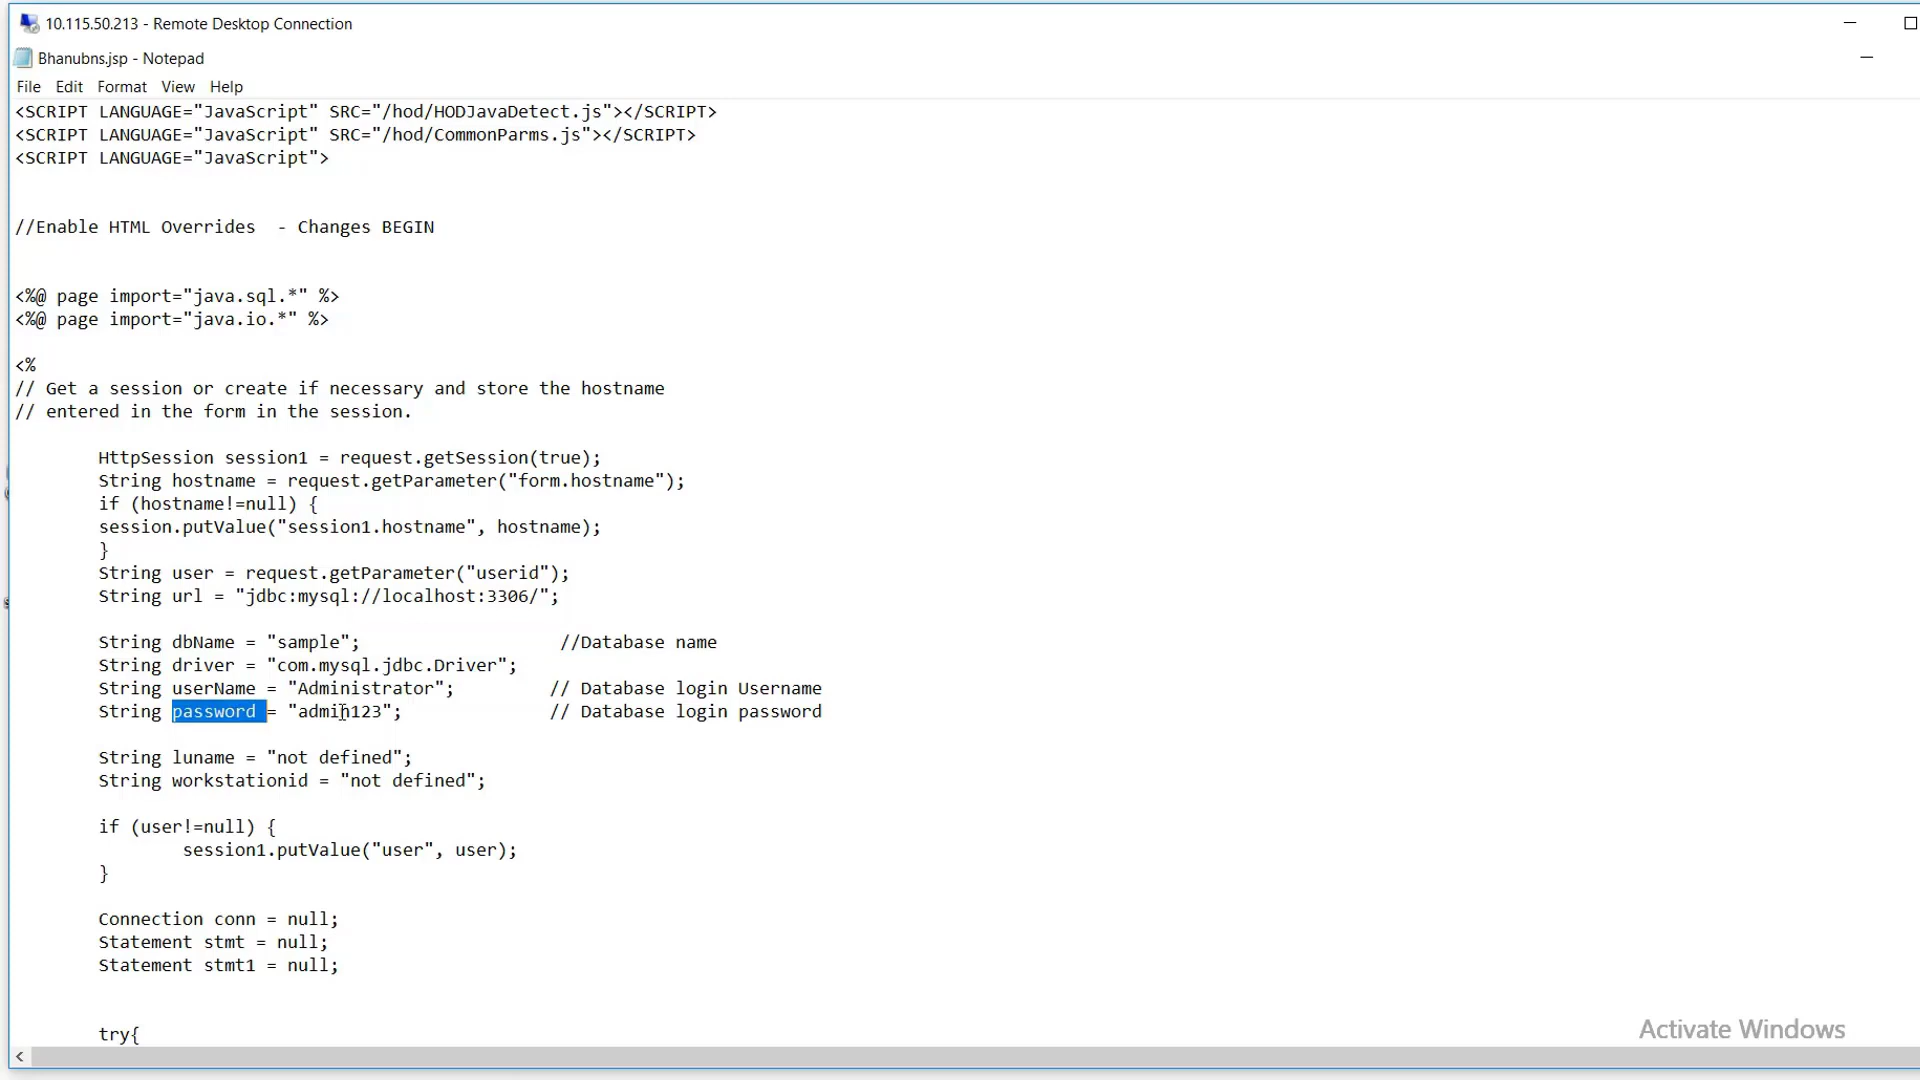 10.115.50.213 - Remote Desktop Connection
Bhanubns.jsp - Notepad
File Edit Format View Help
<SCRIPT LANGUAGE="JavaScript" SRC="/hod/HODJavaDetect.js"></SCRIPT>
<SCRIPT LANGUAGE="JavaScript" SRC="/hod/CommonParms.js"></SCRIPT>
<SCRIPT LANGUAGE="JavaScript">
//Enable HTML Overrides  - Changes BEGIN
<%@ page import="java.sql.*" %>
<%@ page import="java.io.*" %>
<%
// Get a session or create if necessary and store the hostname
// entered in the form in the session.
HttpSession session1 = request.getSession(true);
String hostname = request.getParameter("form.hostname");
if (hostname!=null) {
session.putValue("session1.hostname", hostname);
}
String user = request.getParameter("userid");
String url = "jdbc:mysql://localhost:3306/";
String dbName = "sample"; //Database name
String driver = "com.mysql.jdbc.Driver";
String userName = "Administrator"; // Database login Username
String password = "admin123"; // Database login password
String luname = "not defined";
String workstationid = "not defined";
if (user!=null) {
session1.putValue("user", user);
}
Connection conn = null;
Statement stmt = null;
Statement stmt1 = null;
try{
Activate Windows